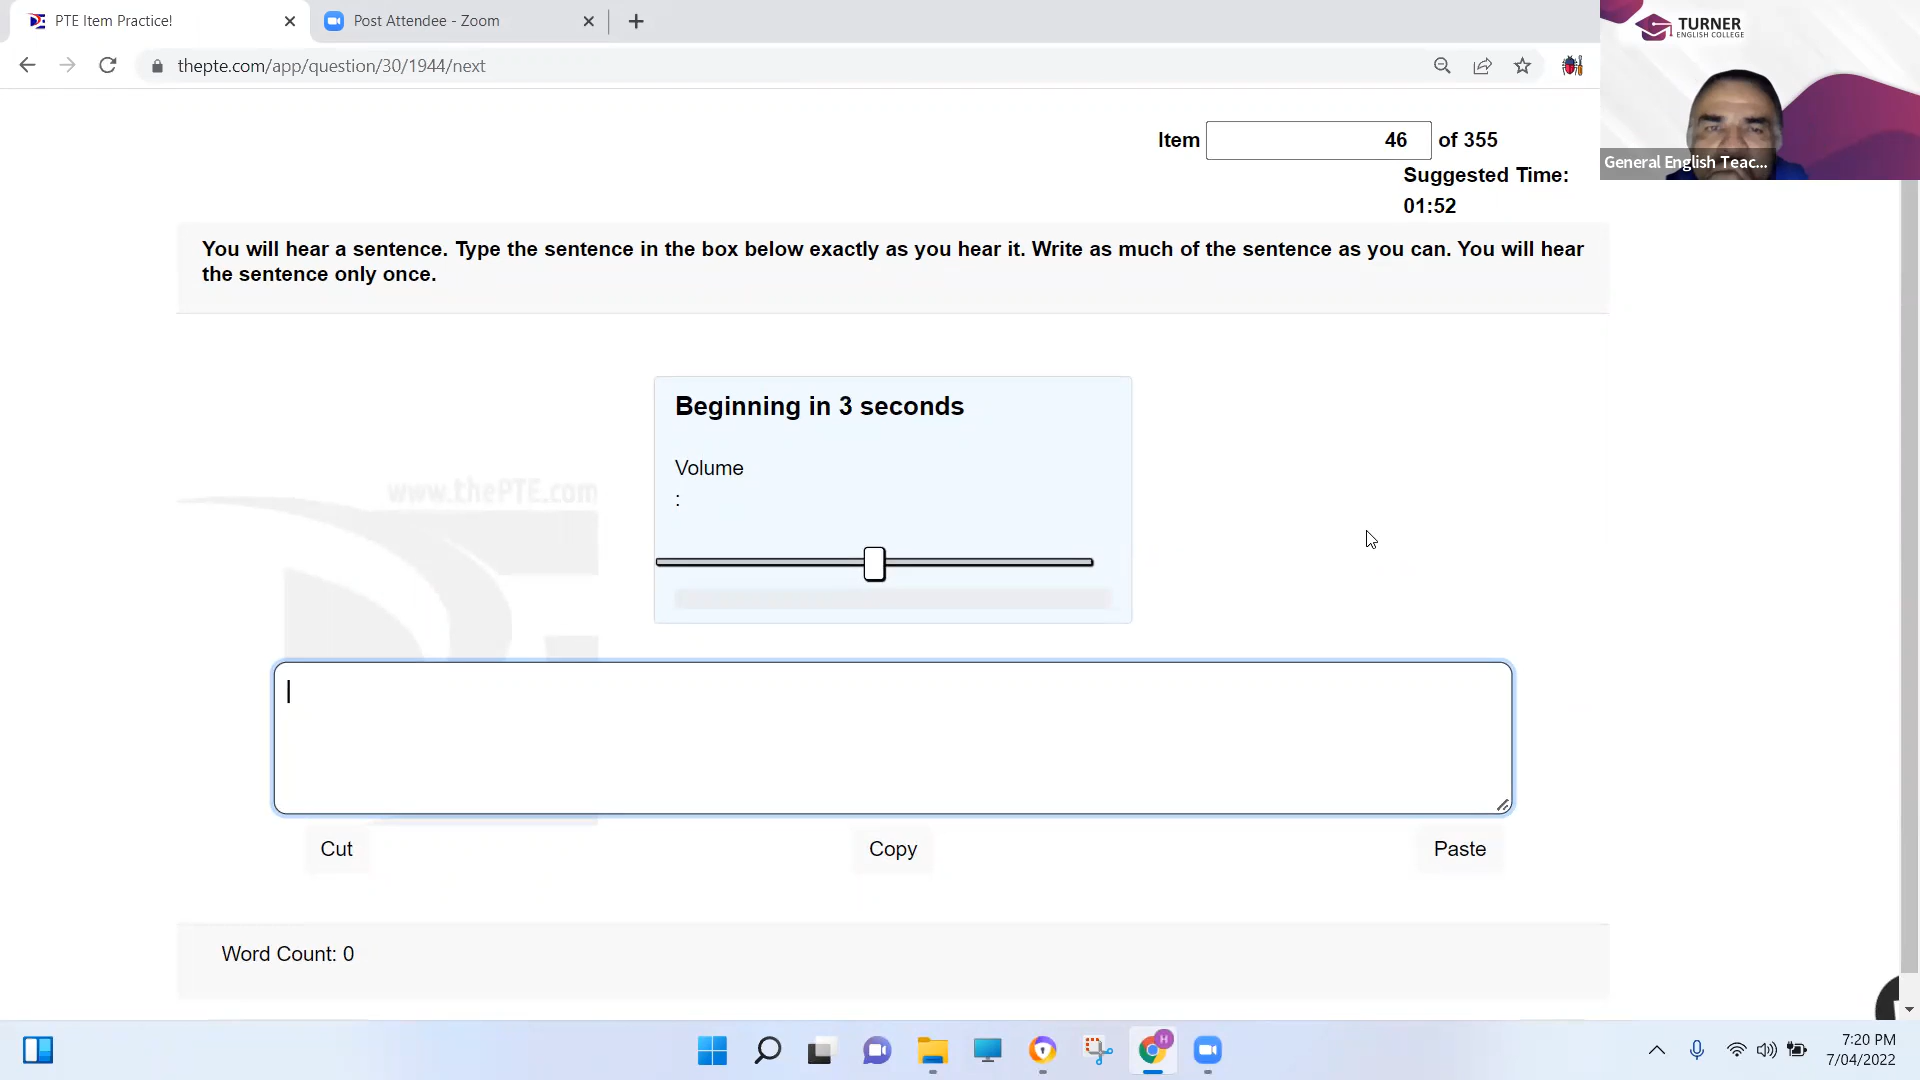 PTE Item Practice!
Post Attendee - Zoom
thepte.com/app/question/30/1944/next
TURNER
ENGLISH COLLEGE
General English Teac...
Item 46 of 355
Suggested Time:
01:52
You will hear a sentence. Type the sentence in the box below exactly as you hear it. Write as much of the sentence as you can. You will hear
the sentence only once.
Beginning in 3 seconds
Volume
:
www.thePTE.com
Cut
Copy
Paste
Word Count: 0
H
7:20 PM
7/04/2022